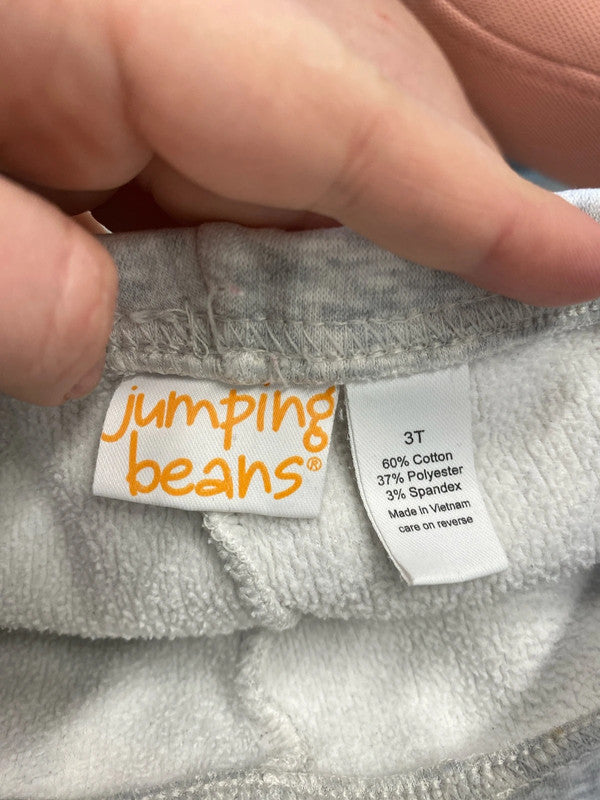 jumping
beans®
3T
60% Cotton
37% Polyester
3% Spandex
Made in Vietnam
care on reverse